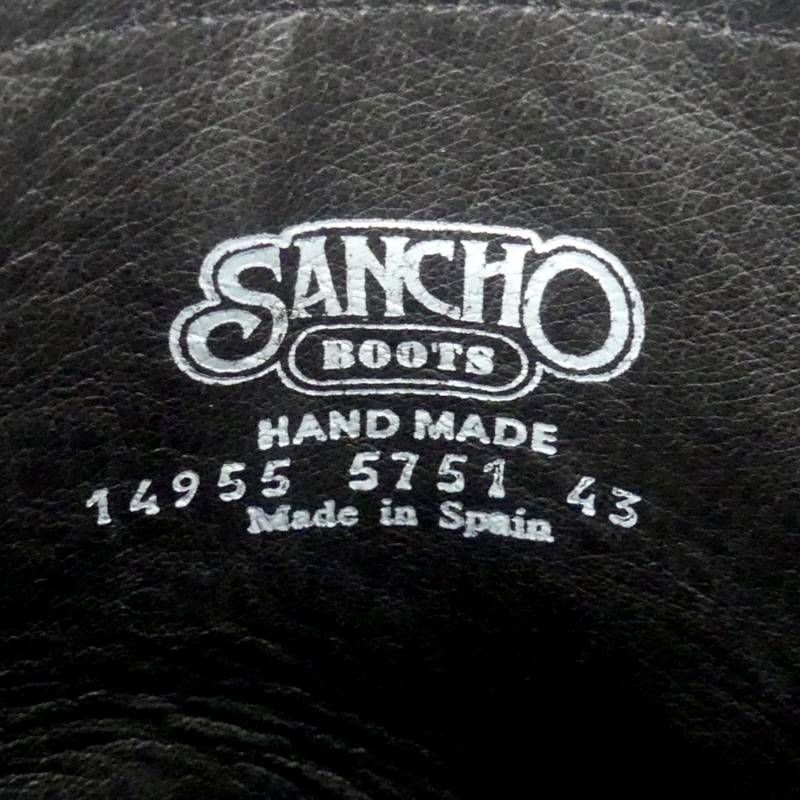 SANCHO
BOOTS
HAND MADE
14955 5751 43
Made in Spain